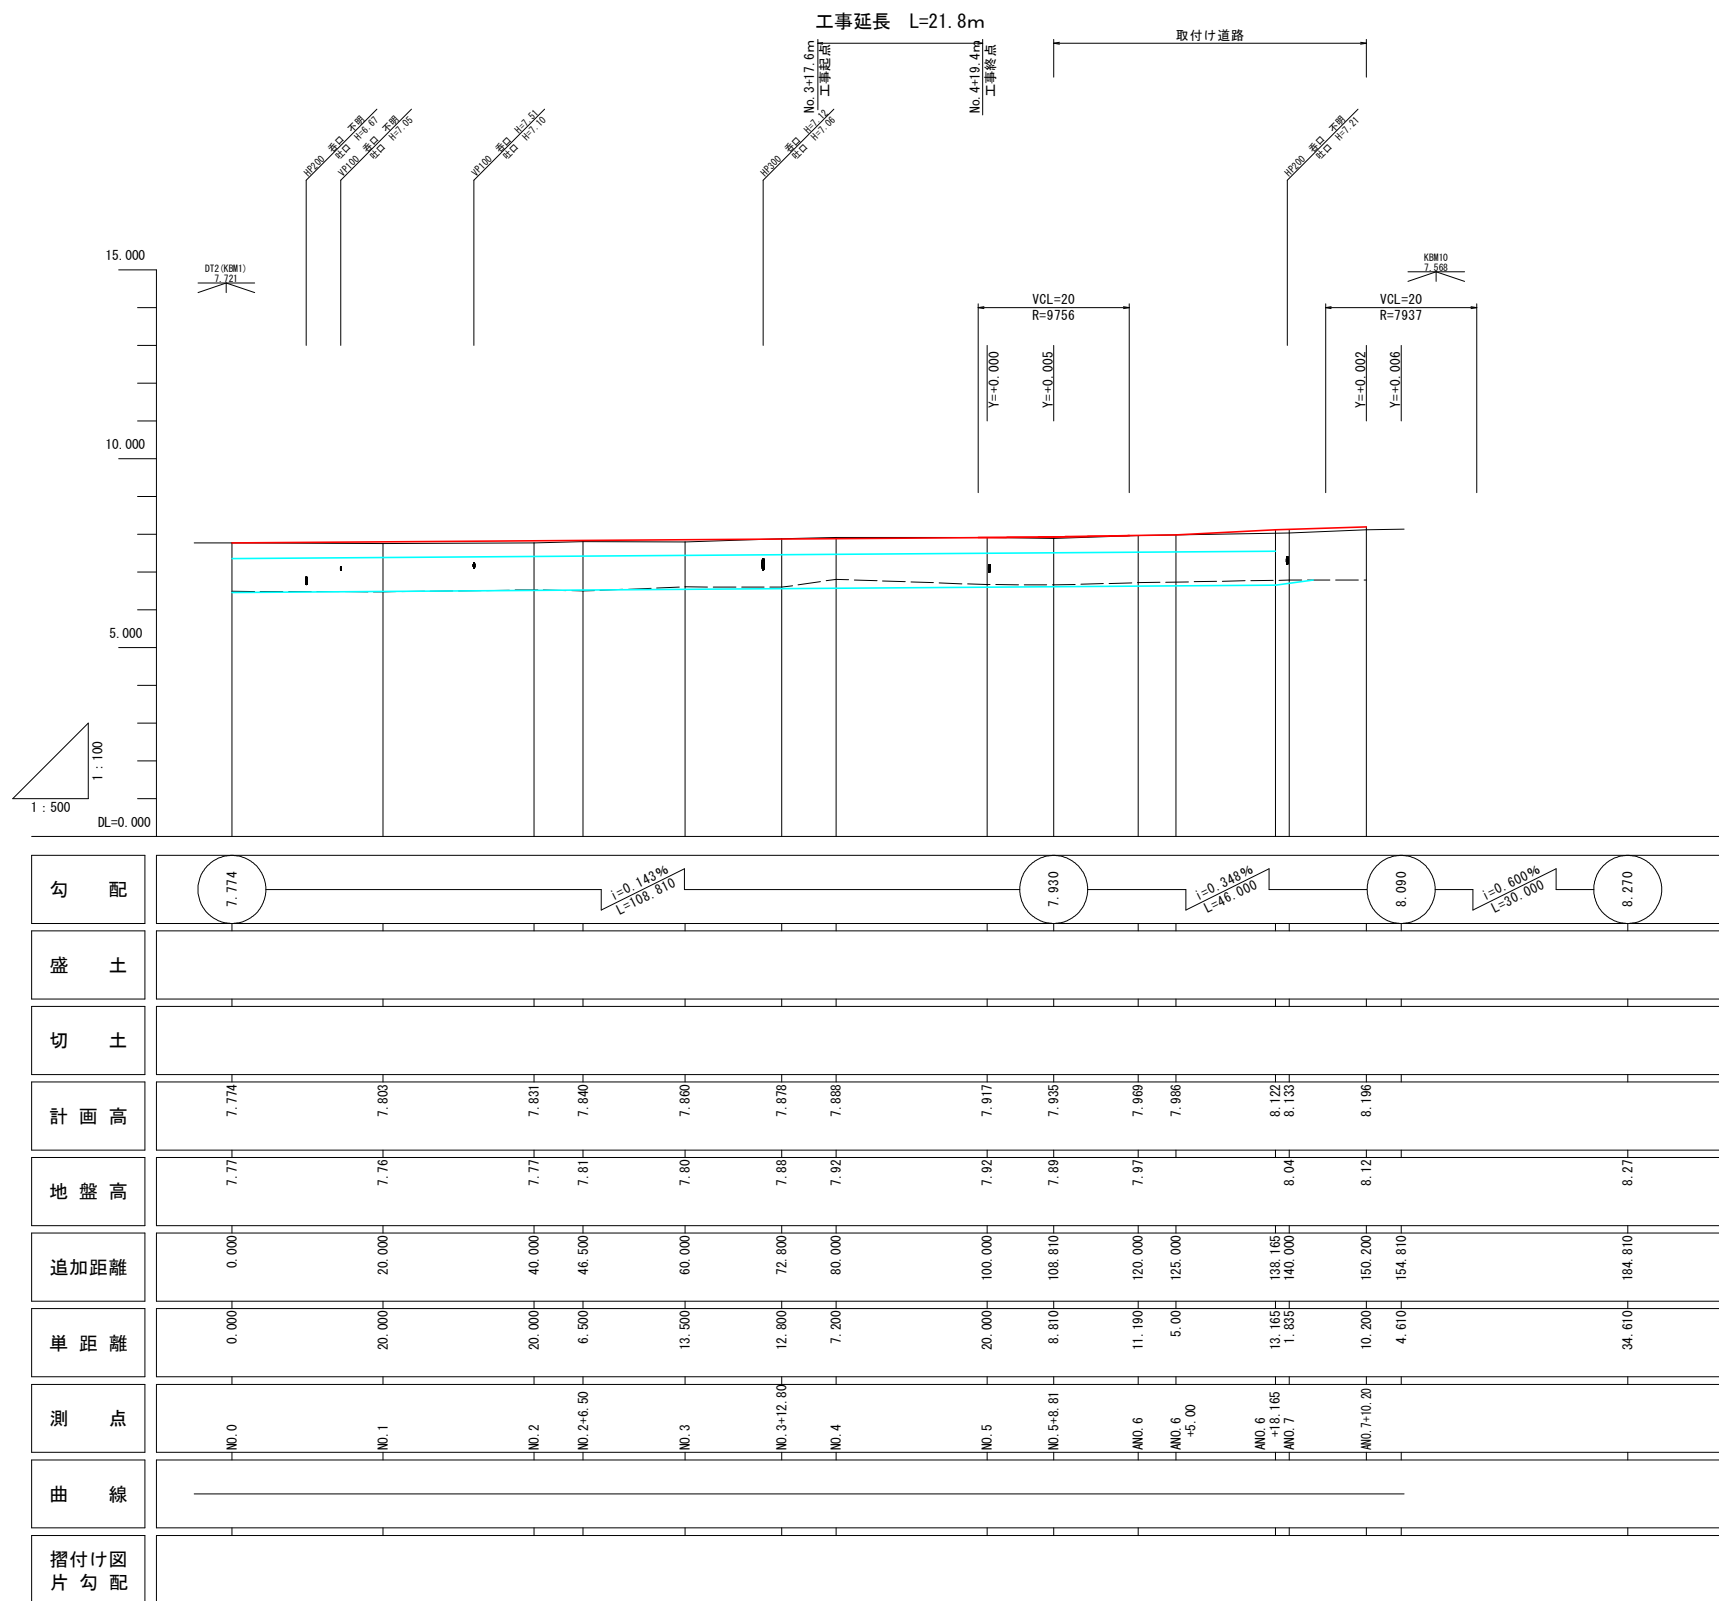 工事延長 L=21.8m
No.3+17.6m
工事起点
No.4+19.4m
工事終点
取付け道路
HP200 呑口 不明
吐口 H=6.67
VP100 呑口 不明
吐口 H=7.05
VP100 呑口 H=7.51
吐口 H=7.10
HP300 呑口 H=7.12
吐口 H=7.06
HP200 呑口 不明
吐口 H=7.21
15.000
DT2(KBM1)
7.721
KBM10
7.568
VCL=20
R=9756
VCL=20
R=7937
Y=+0.000
Y=+0.005
Y=+0.002
Y=+0.006
10.000
5.000
1:100
1:500
DL=0.000
勾配
7.774
i=0.143%
L=108.810
7.930
i=0.348%
L=46.000
8.090
i=0.600%
L=30.000
8.270
盛土
切土
計画高
7.774
7.803
7.831
7.840
7.860
7.878
7.888
7.917
7.935
7.969
7.986
8.122
8.133
8.196
地盤高
7.77
7.76
7.77
7.81
7.80
7.88
7.92
7.92
7.89
7.97
8.04
8.12
8.27
追加距離
0.000
20.000
40.000
46.500
60.000
72.800
80.000
100.000
108.810
120.000
125.000
138.165
140.000
150.200
154.810
184.810
単距離
0.000
20.000
20.000
6.500
13.500
12.800
7.200
20.000
8.810
11.190
5.00
13.165
1.835
10.200
4.610
34.610
測点
NO.0
NO.1
NO.2
NO.2+6.50
NO.3
NO.3+12.80
NO.4
NO.5
NO.5+8.81
ANO.6
ANO.6
+5.00
ANO.6
+18.165
ANO.7
ANO.7+10.20
曲線
摺付け図
片勾配